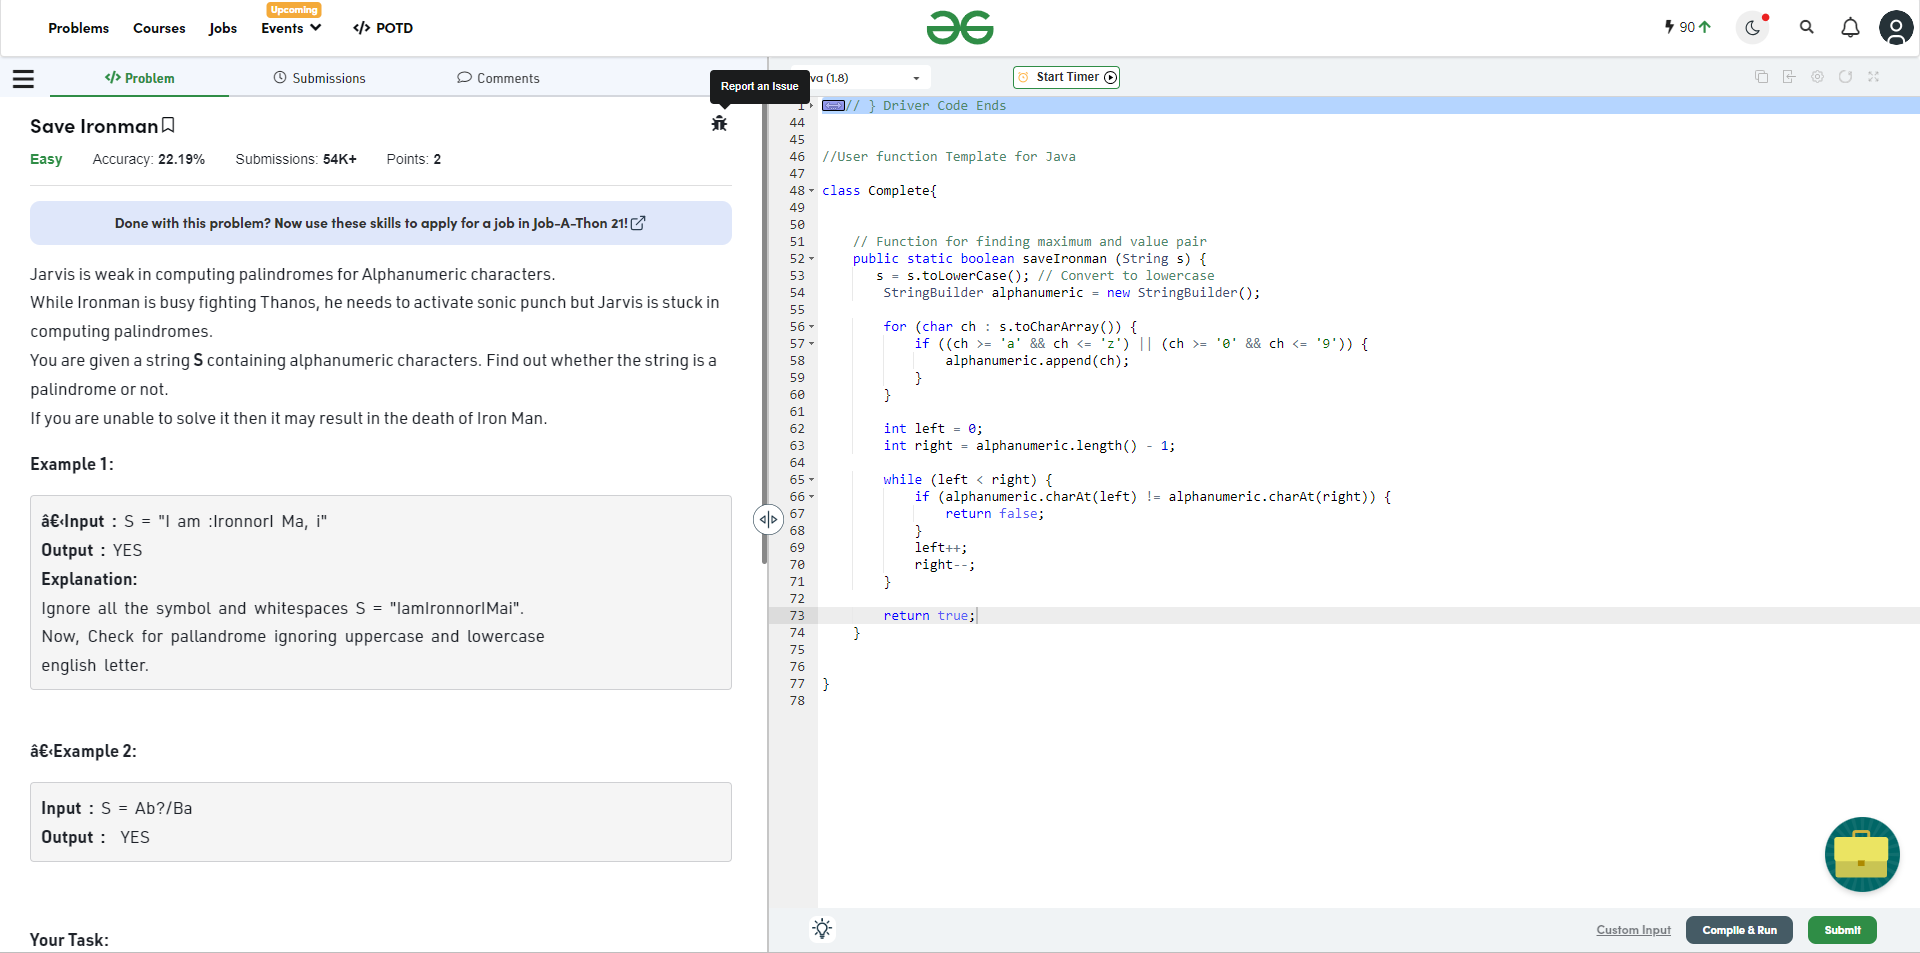 Upcoming
Problems Courses Jobs Events </> POTD
90
</> Problem Submissions Comments
Report an Issue
va (1.8) Start Timer
Save Ironman
Easy Accuracy: 22.19% Submissions: 54K+ Points: 2
Done with this problem? Now use these skills to apply for a job in Job-A-Thon 21!
Jarvis is weak in computing palindromes for Alphanumeric characters.
While Ironman is busy fighting Thanos, he needs to activate sonic punch but Jarvis is stuck in
computing palindromes.
You are given a string S containing alphanumeric characters. Find out whether the string is a
palindrome or not.
If you are unable to solve it then it may result in the death of Iron Man.
Example 1:
â€‹Input : S = "I am :IronnorI Ma, i"
Output : YES
Explanation:
Ignore all the symbol and whitespaces S = "IamIronnorIMai".
Now, Check for pallandrome ignoring uppercase and lowercase
english letter.
â€‹Example 2:
Input : S = Ab?/Ba
Output : YES
Your Task:
1 // } Driver Code Ends
44
45
46 //User function Template for Java
47
48 class Complete{
49
50
51 // Function for finding maximum and value pair
52 public static boolean saveIronman (String s) {
53 s = s.toLowerCase(); // Convert to lowercase
54 StringBuilder alphanumeric = new StringBuilder();
55
56 for (char ch : s.toCharArray()) {
57 if ((ch >= 'a' && ch <= 'z') || (ch >= '0' && ch <= '9')) {
58 alphanumeric.append(ch);
59 }
60 }
61
62 int left = 0;
63 int right = alphanumeric.length() - 1;
64
65 while (left < right) {
66 if (alphanumeric.charAt(left) != alphanumeric.charAt(right)) {
67 return false;
68 }
69 left++;
70 right--;
71 }
72
73 return true;
74 }
75
76
77 }
78
Custom Input Compile & Run Submit